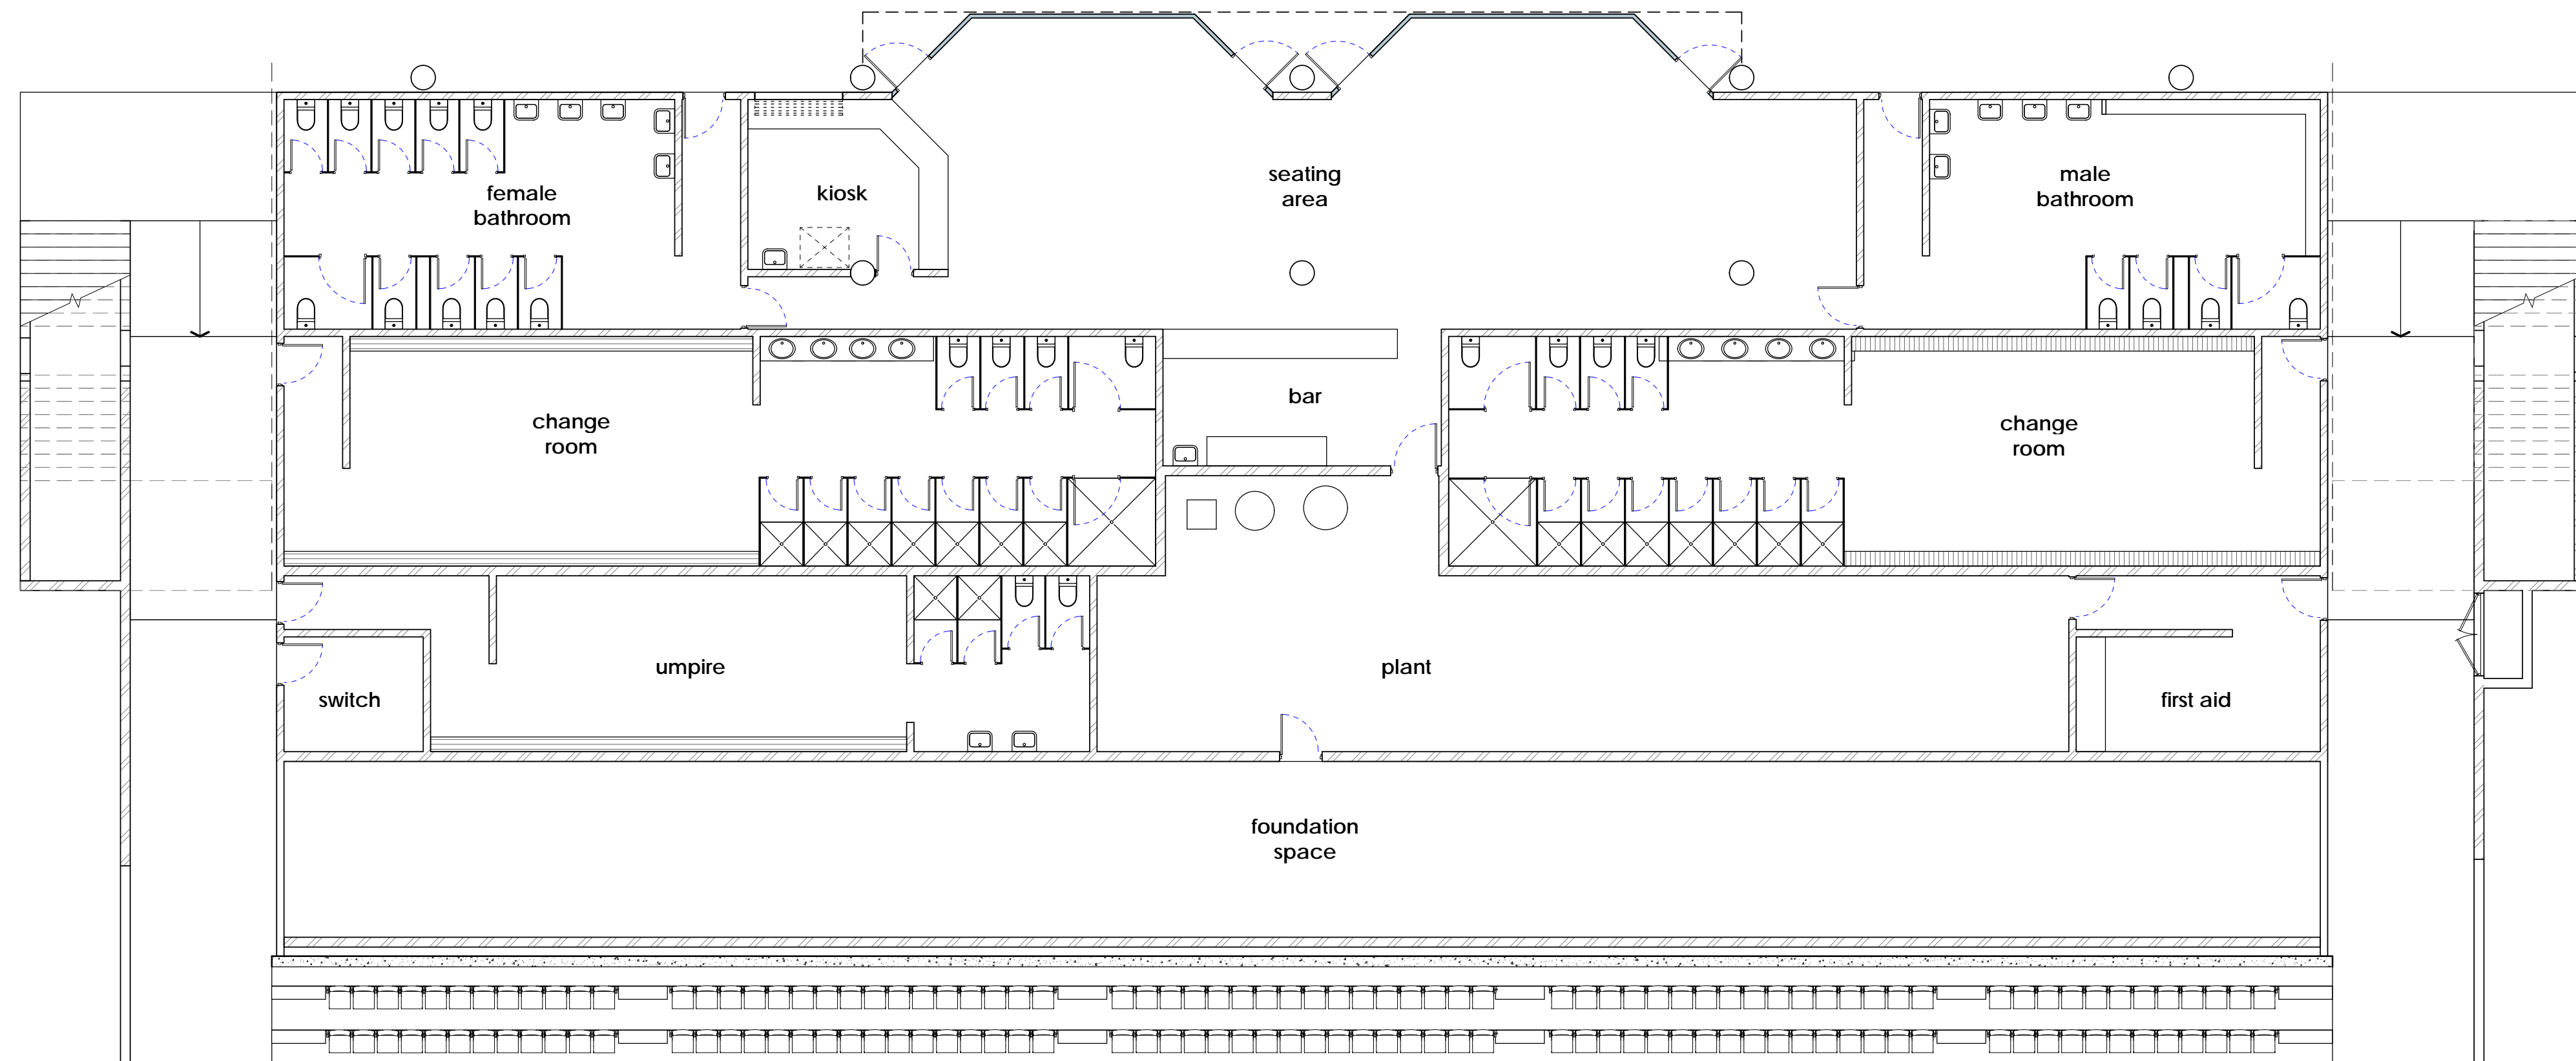 female
bathroom
kiosk
seating
area
male
bathroom
change
room
bar
change
room
switch
umpire
plant
first aid
foundation
space